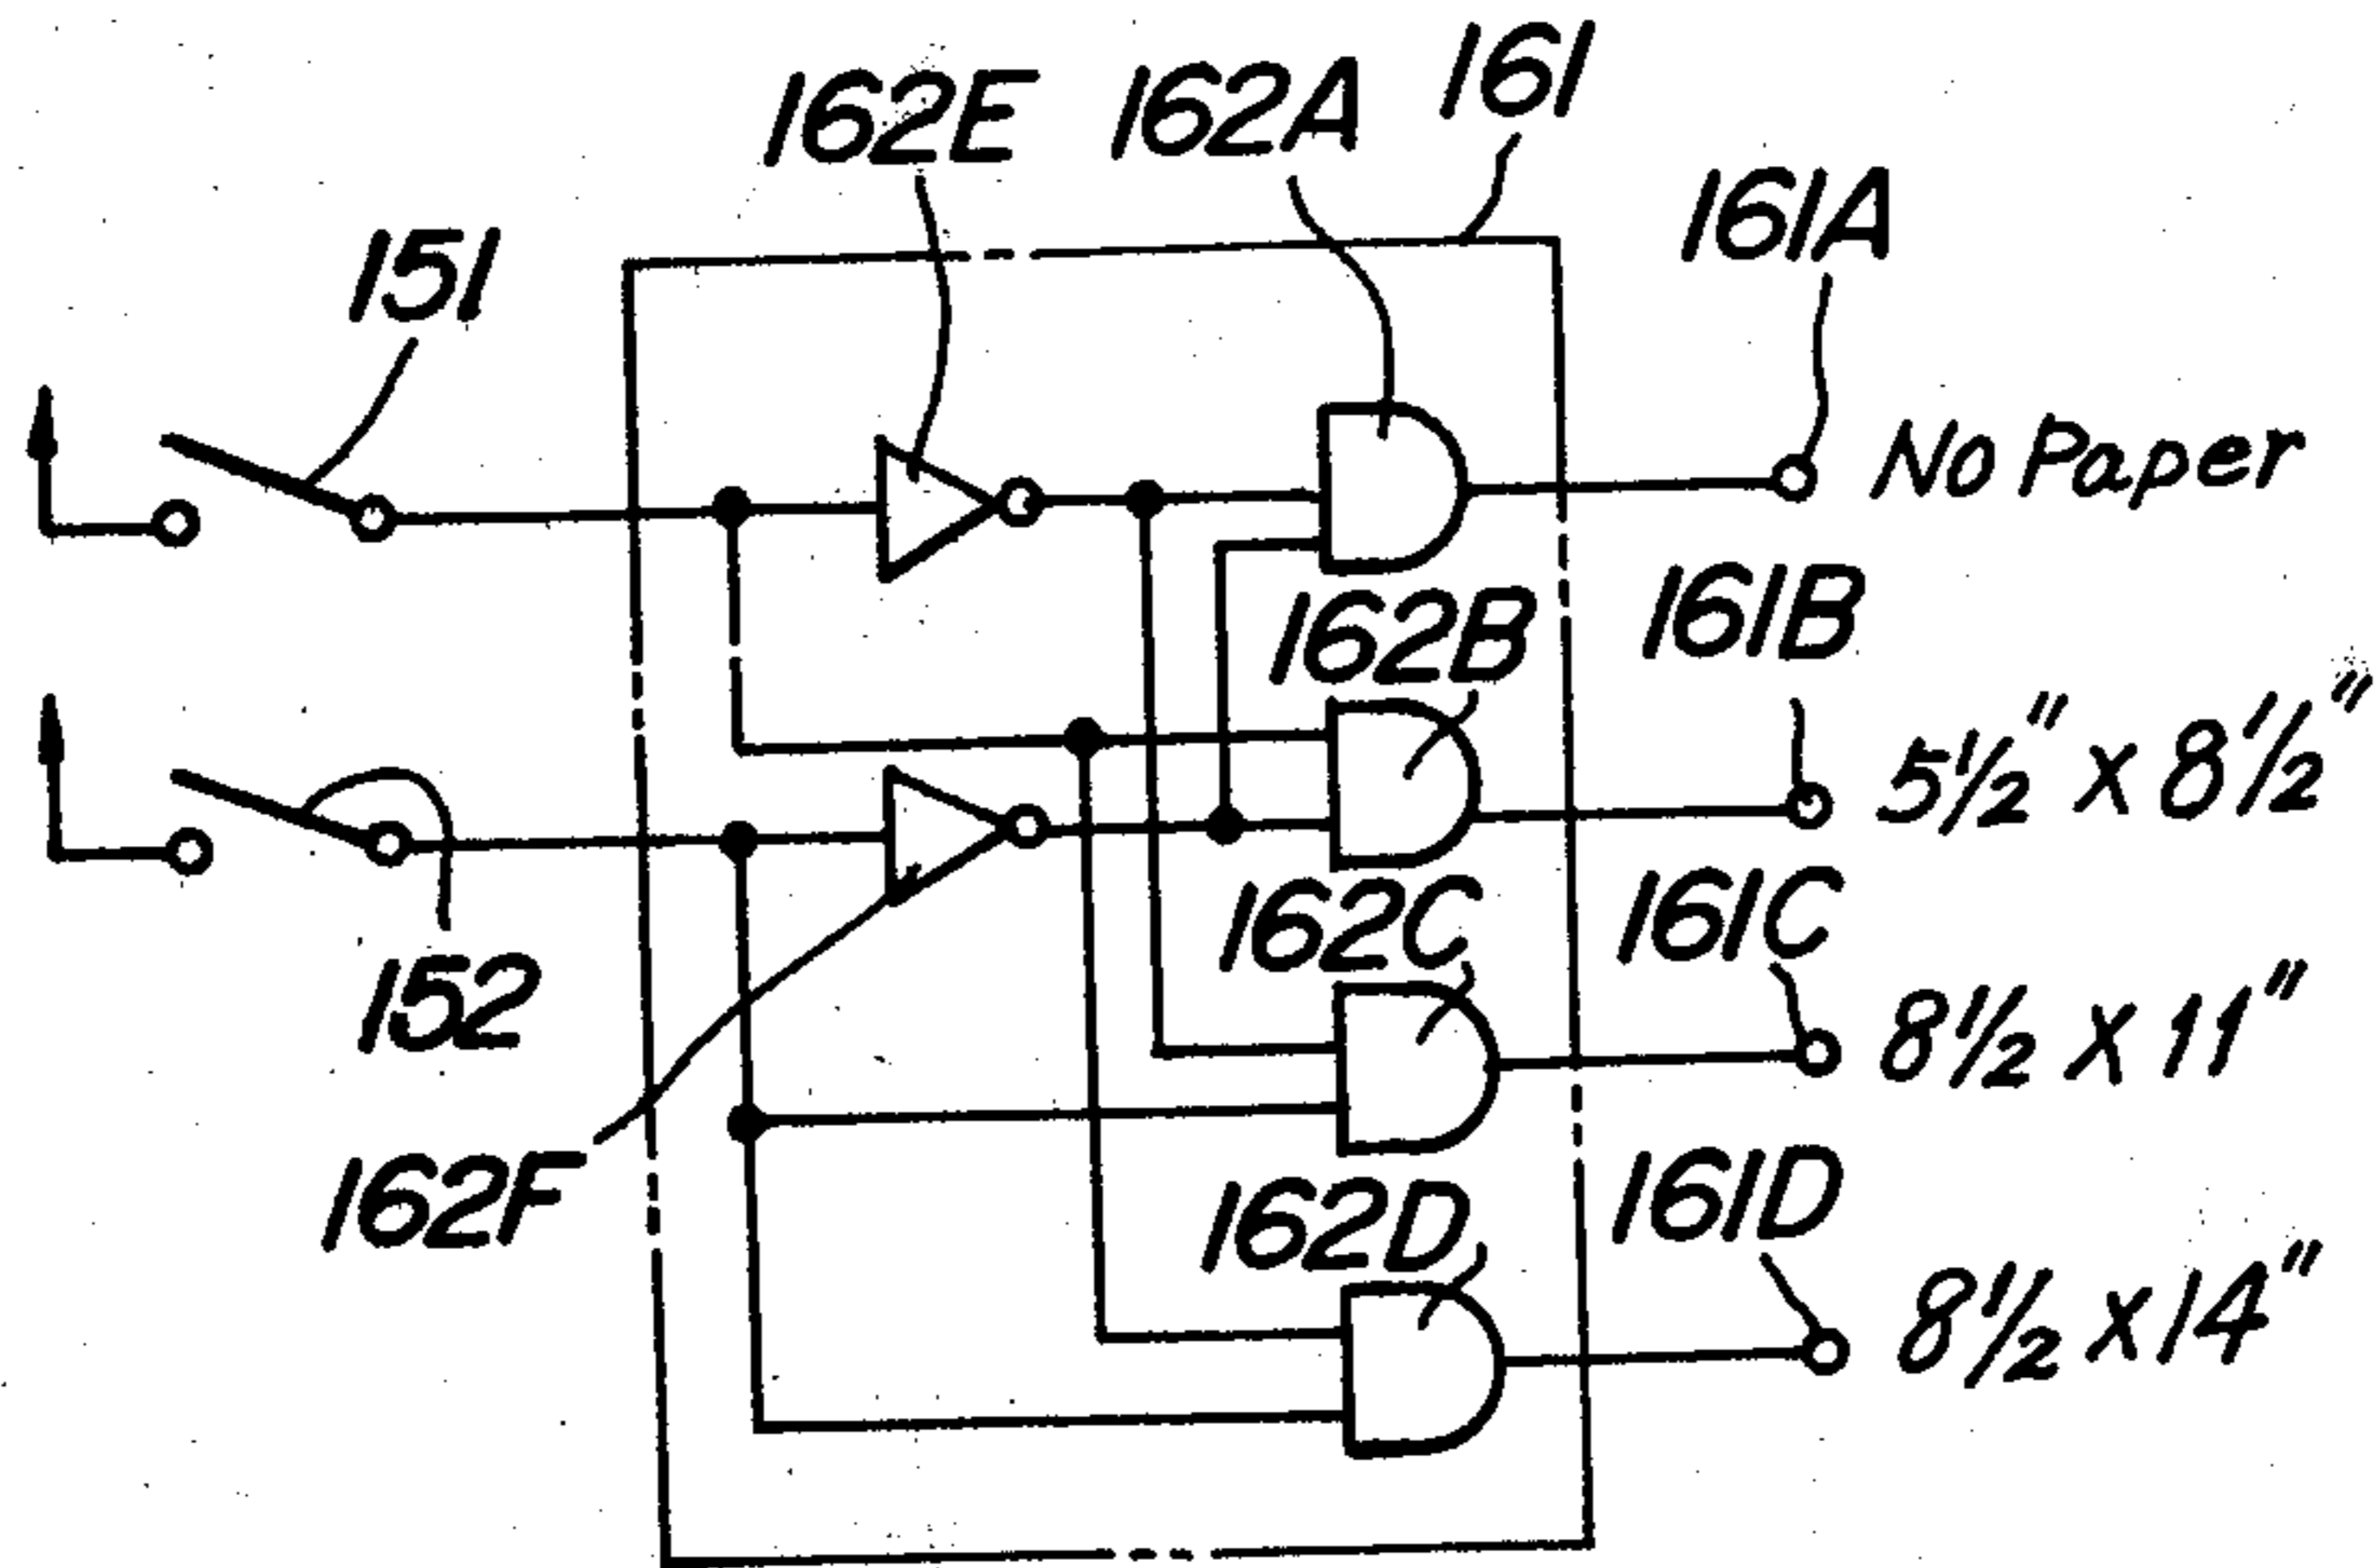 162E 162A 161
161A
151
No Paper
162B 161B
5½" x 8½"
162C 161C
152
8½ x 11"
162F 162D 161D
8½ x 14"